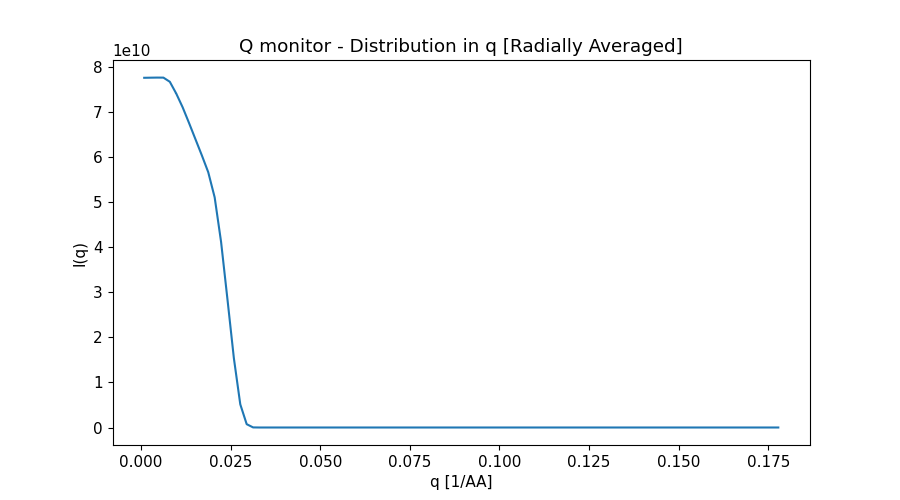 Q monitor - Distribution in q [Radially Averaged]
1e10
8
7
6
5
4
3
2
1
0
I(q)
0.000 0.025 0.050 0.075 0.100 0.125 0.150 0.175
q [1/AA]